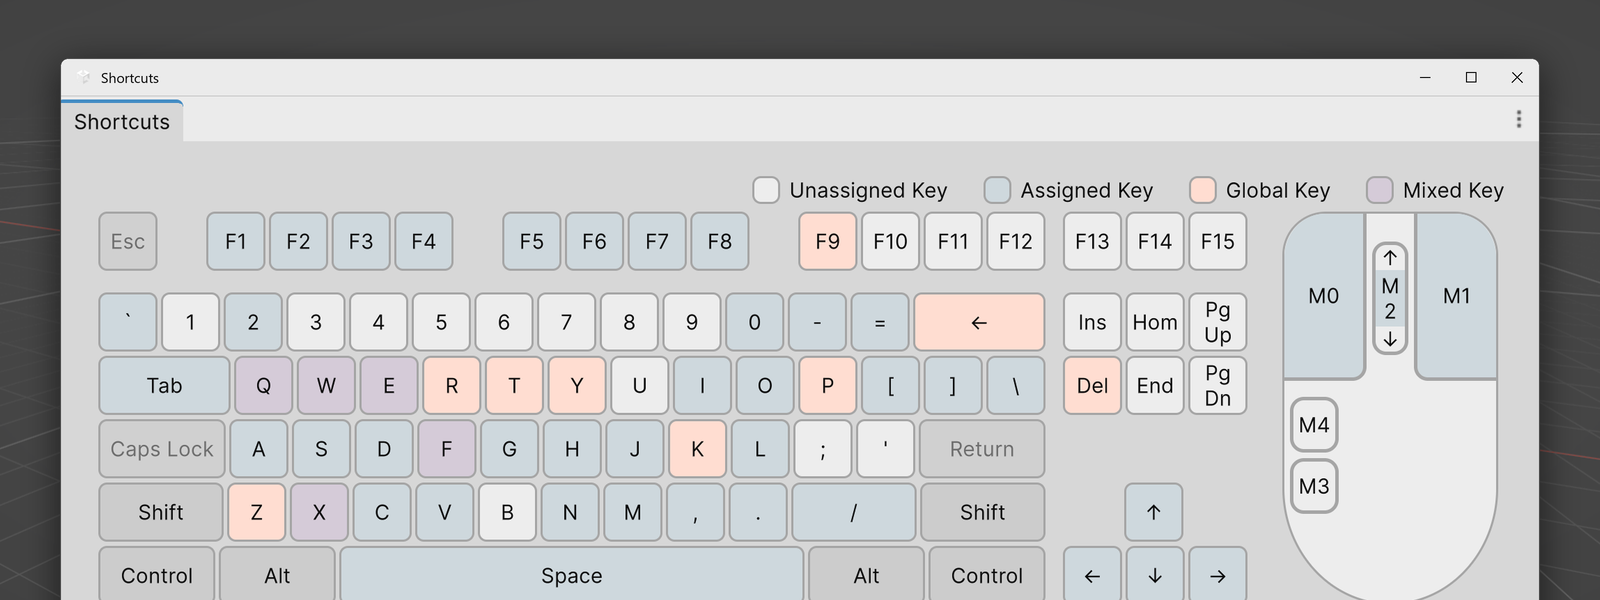 Shortcuts
Shortcuts
Unassigned Key Assigned Key Global Key Mixed Key
Esc F1 F2 F3 F4 F5 F6 F7 F8 F9 F10 F11 F12 F13 F14 F15
` 1 2 3 4 5 6 7 8 9 0 - = ← Ins Hom Pg Up
Tab Q W E R T Y U I O P [ ] \ Del End Pg Dn
Caps Lock A S D F G H J K L ; ' Return
Shift Z X C V B N M , . / Shift ↑
Control Alt Space Alt Control ← ↓ →
M0 ↑ M 2 ↓ M1
M4
M3